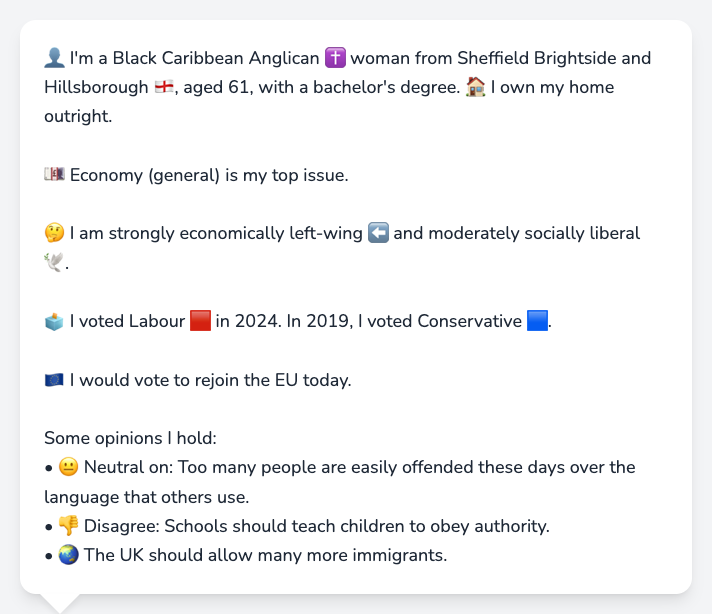 👤 I'm a Black Caribbean Anglican ✝️ woman from Sheffield Brightside and
Hillsborough 🏴󠁧󠁢󠁥󠁮󠁧󠁿, aged 61, with a bachelor's degree. 🏠 I own my home
outright.
💷 Economy (general) is my top issue.
🤔 I am strongly economically left-wing ⬅️ and moderately socially liberal
🕊️.
🗳️ I voted Labour 🟥 in 2024. In 2019, I voted Conservative 🟦.
🇪🇺 I would vote to rejoin the EU today.
Some opinions I hold:
• 😐 Neutral on: Too many people are easily offended these days over the
language that others use.
• 👎 Disagree: Schools should teach children to obey authority.
• 🌏 The UK should allow many more immigrants.